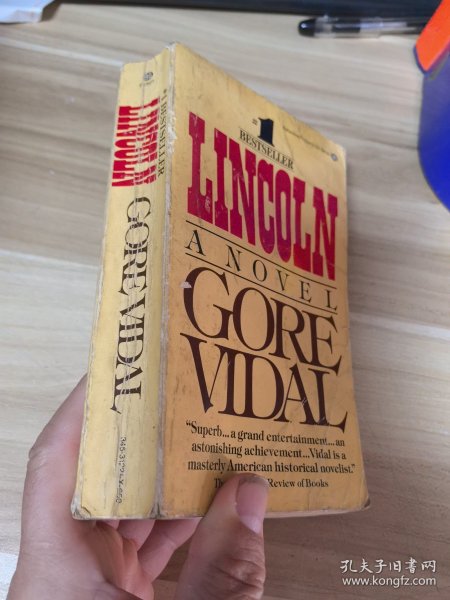 #1
BESTSELLER
LINCOLN
A NOVEL
GORE
VIDAL
"Superb...a grand entertainment...an
astonishing achievement...Vidal is a
masterly American historical novelist."
Review of Books
#1 BESTSELLER
LINCOLN
GORE VIDAL
孔夫子旧书网
www.kongfz.com